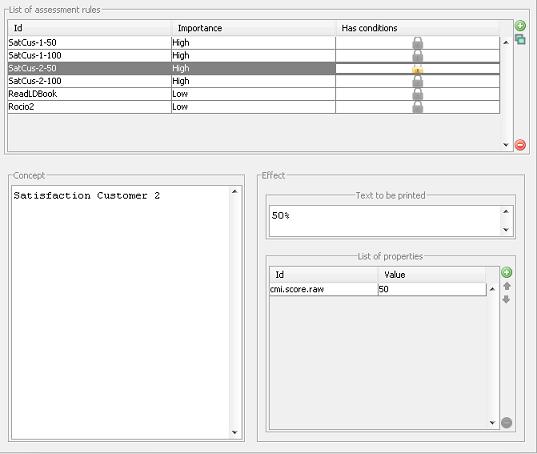 List of assessment rules
Id Importance Has conditions
SatCus-1-50 High
SatCus-1-100 High
SatCus-2-50 High
SatCus-2-100 High
ReadLDBook Low
Rocio2 Low
Concept
Satisfaction Customer 2
Effect
Text to be printed
50%
List of properties
Id Value
cmi.score.raw 50